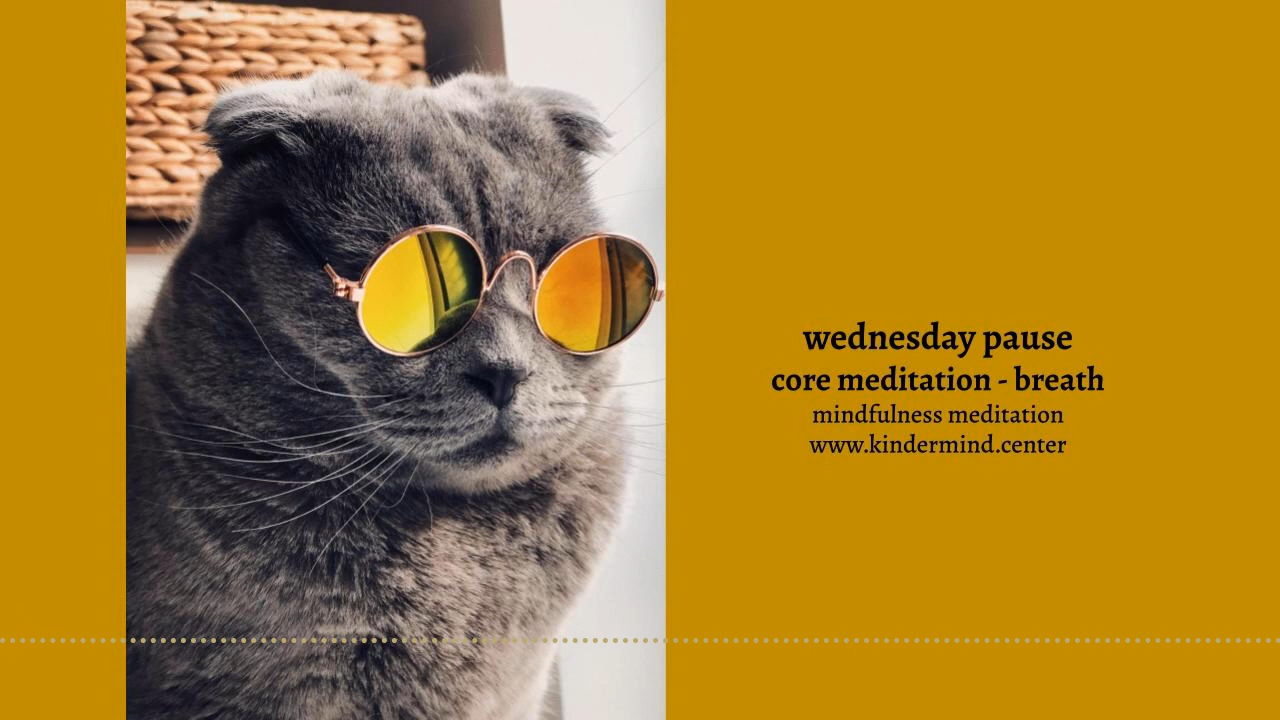 wednesday pause
core meditation - breath
mindfulness meditation
www.kindermind.center